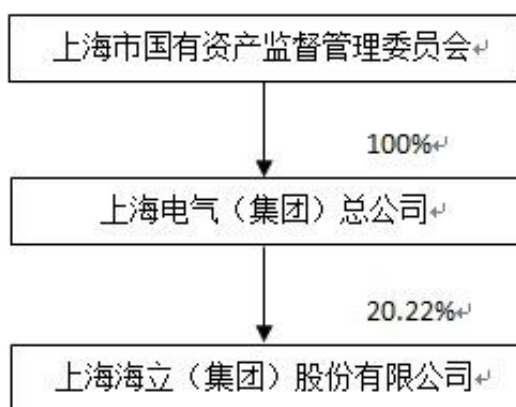 上海市国有资产监督管理委员会↵
100%↵
上海电气（集团）总公司↵
20.22%↵
上海海立（集团）股份有限公司↵